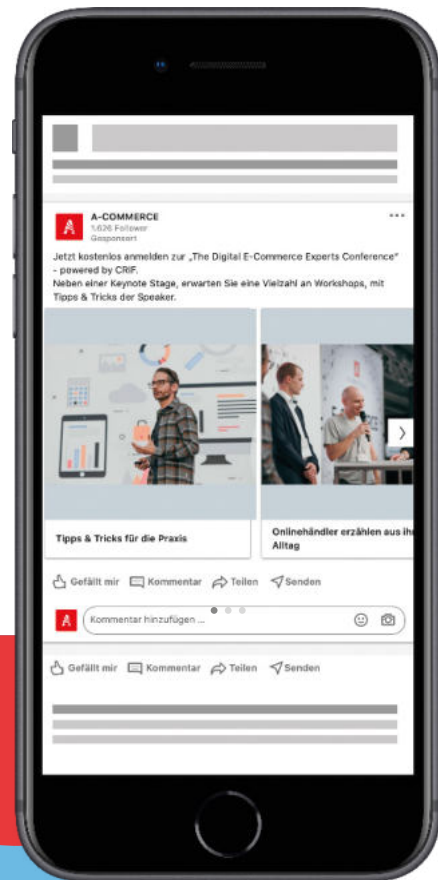 A-COMMERCE
1.626 Follower
Gesponsert
Jetzt kostenlos anmelden zur „The Digital E-Commerce Experts Conference“
- powered by CRIF.
Neben einer Keynote Stage, erwarten Sie eine Vielzahl an Workshops, mit
Tipps & Tricks der Speaker.
Tipps & Tricks für die Praxis
Onlinehändler erzählen aus ih
Alltag
Gefällt mir Kommentar Teilen Senden
Kommentar hinzufügen ...
Gefällt mir Kommentar Teilen Senden